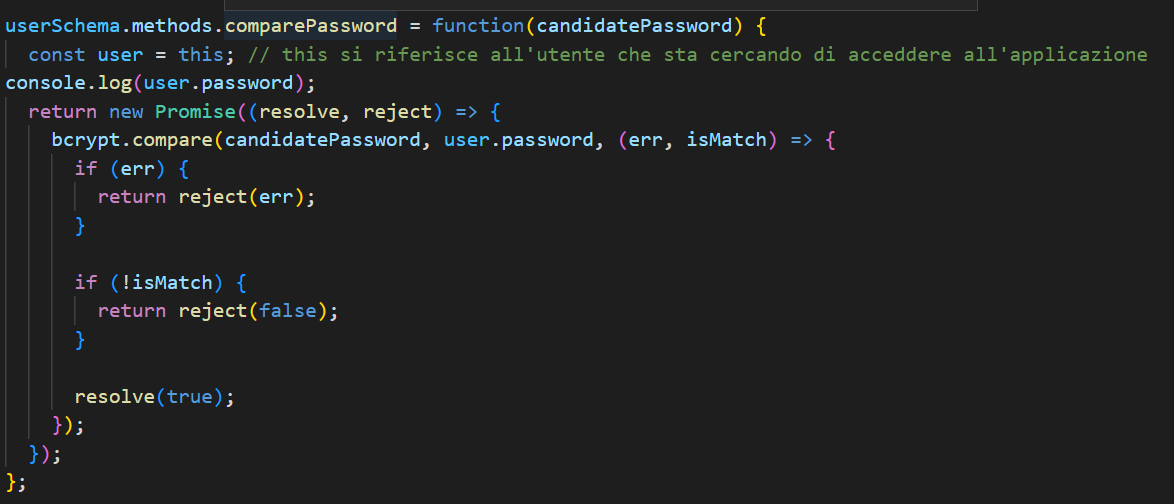 userSchema.methods.comparePassword = function(candidatePassword) {
  const user = this; // this si riferisce all'utente che sta cercando di acceddere all'applicazione
console.log(user.password);
  return new Promise((resolve, reject) => {
    bcrypt.compare(candidatePassword, user.password, (err, isMatch) => {
      if (err) {
        return reject(err);
      }

      if (!isMatch) {
        return reject(false);
      }

      resolve(true);
    });
  });
};